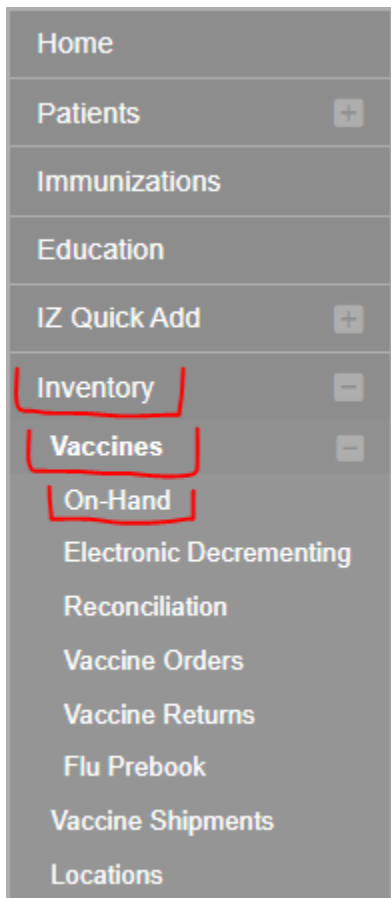 Home
Patients
Immunizations
Education
IZ Quick Add
Inventory
Vaccines
On-Hand
Electronic Decrementing
Reconciliation
Vaccine Orders
Vaccine Returns
Flu Prebook
Vaccine Shipments
Locations